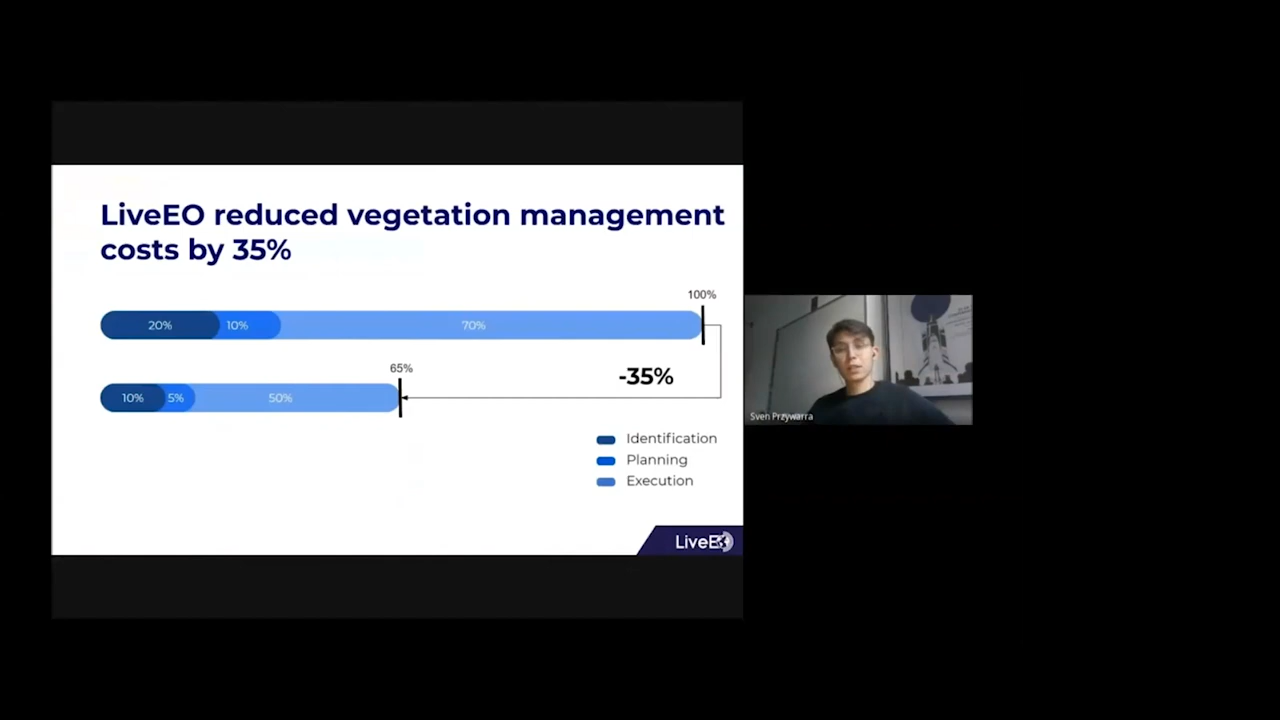 LiveEO reduced vegetation management
costs by 35%
100%
20% 10% 70%
65%
-35%
10% 5% 50%
Identification
Planning
Execution
LiveEO
Sven Przywarra